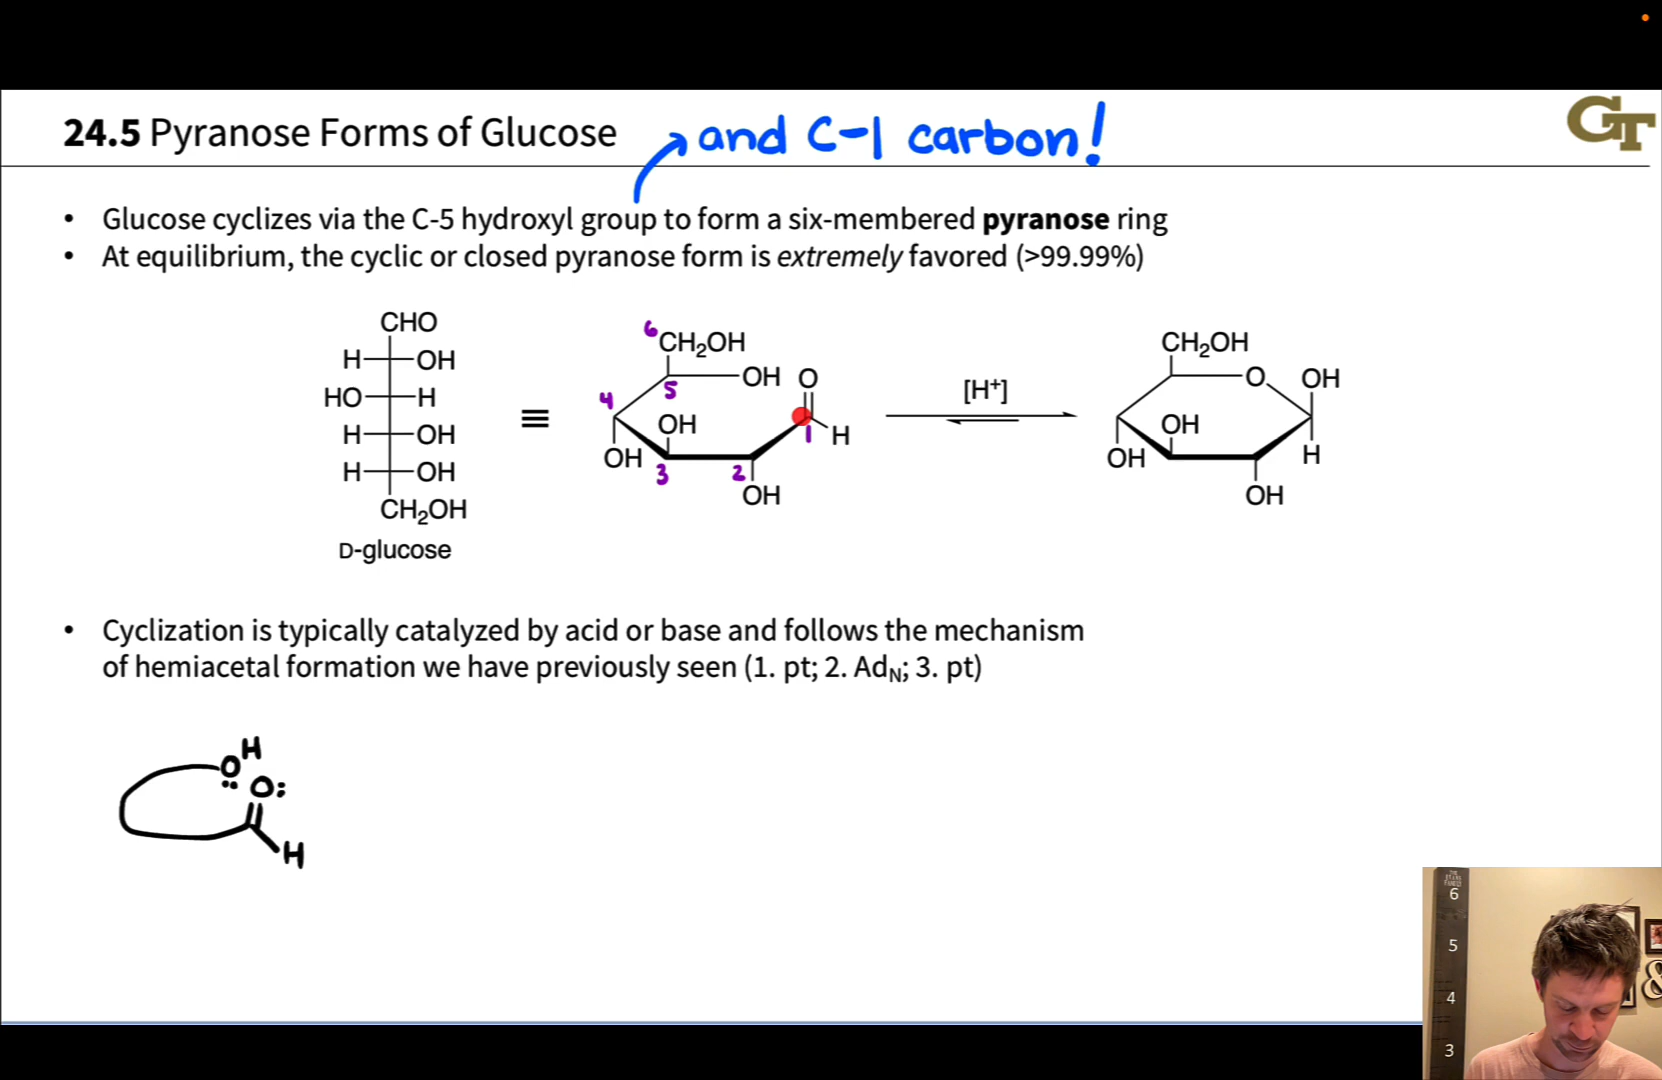 24.5 Pyranose Forms of Glucose
and C-1 carbon!
GT
• Glucose cyclizes via the C-5 hydroxyl group to form a six-membered pyranose ring
• At equilibrium, the cyclic or closed pyranose form is extremely favored (>99.99%)
CHO
H OH
HO H
H OH
H OH
CH₂OH
D-glucose
≡
6
CH₂OH
5
OH O
4
OH
1
H
OH
3
2
OH
[H⁺]
CH₂OH
O OH
OH
OH
H
OH
• Cyclization is typically catalyzed by acid or base and follows the mechanism
of hemiacetal formation we have previously seen (1. pt; 2. Ad_N; 3. pt)
H
O
O:
H
6
5
4
3
&